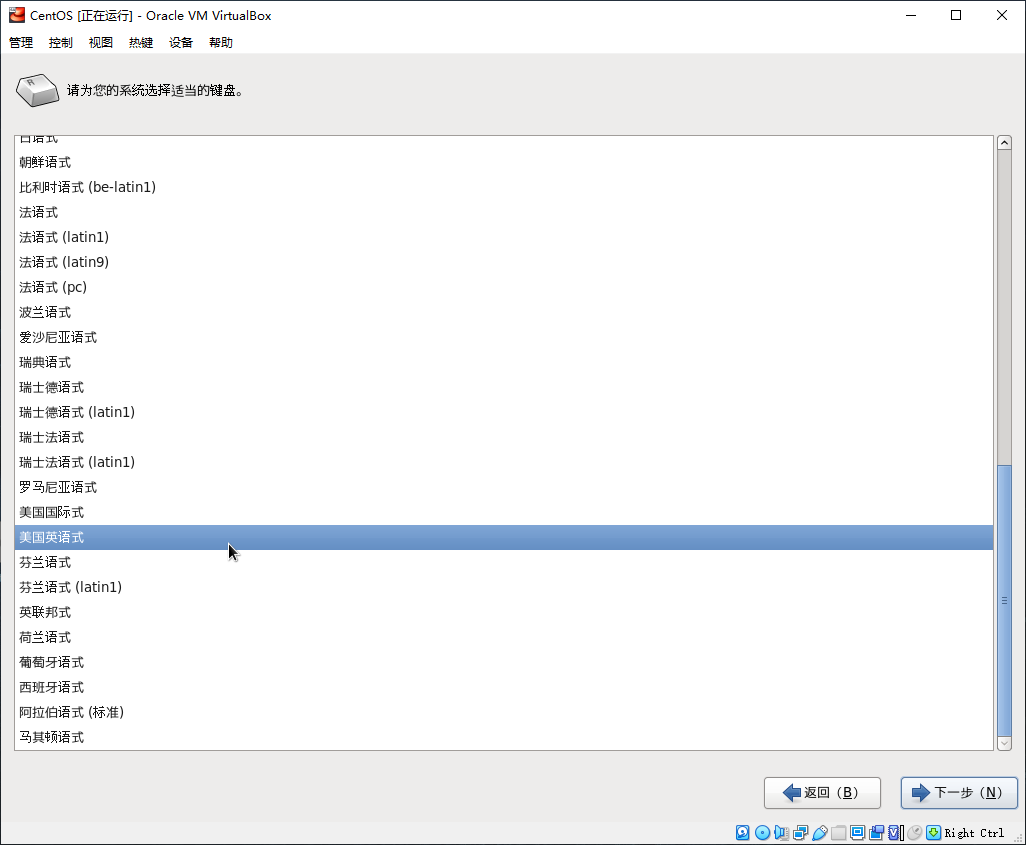 CentOS [正在运行] - Oracle VM VirtualBox
管理 控制 视图 热键 设备 帮助
请为您的系统选择适当的键盘。
日语式
朝鲜语式
比利时语式 (be-latin1)
法语式
法语式 (latin1)
法语式 (latin9)
法语式 (pc)
波兰语式
爱沙尼亚语式
瑞典语式
瑞士德语式
瑞士德语式 (latin1)
瑞士法语式
瑞士法语式 (latin1)
罗马尼亚语式
美国国际式
美国英语式
芬兰语式
芬兰语式 (latin1)
英联邦式
荷兰语式
葡萄牙语式
西班牙语式
阿拉伯语式 (标准)
马其顿语式
返回（B） 下一步（N）
Right Ctrl